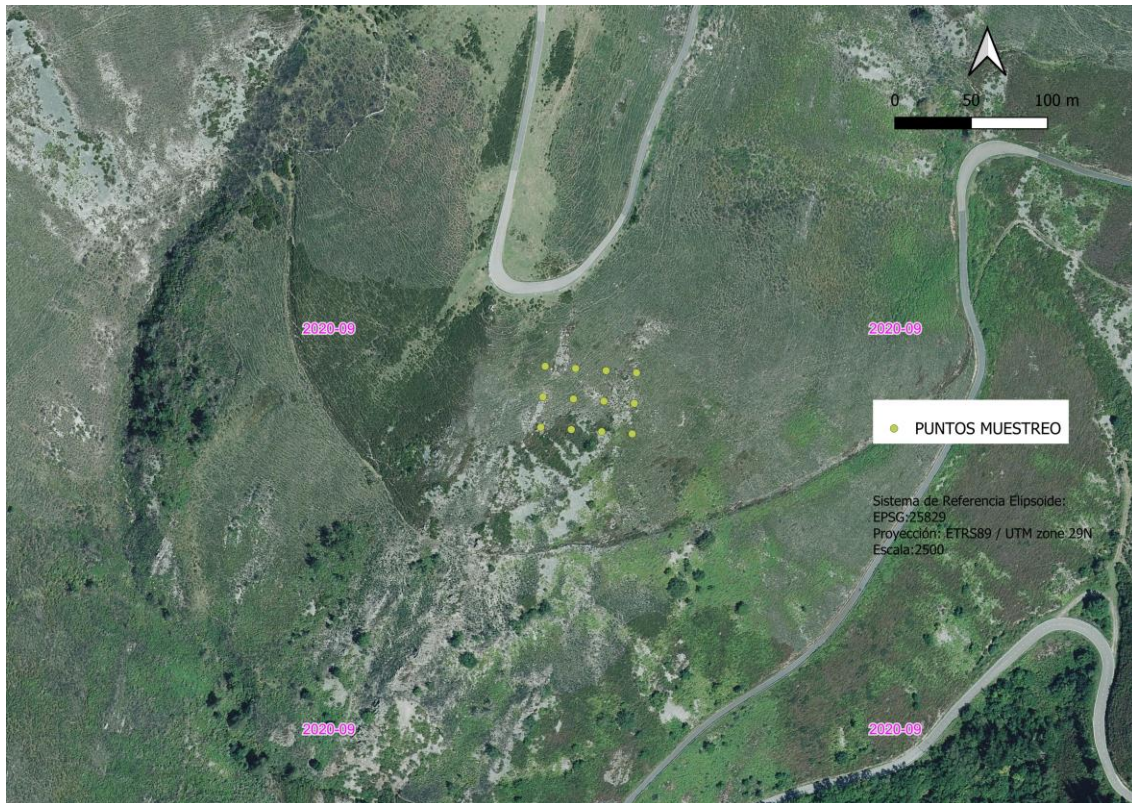 0 50 100 m
2020-09 2020-09
PUNTOS MUESTREO
Sistema de Referencia Elipsoide:
EPSG:25829
Proyección: ETRS89 / UTM zone 29N
Escala:2500
2020-09 2020-09